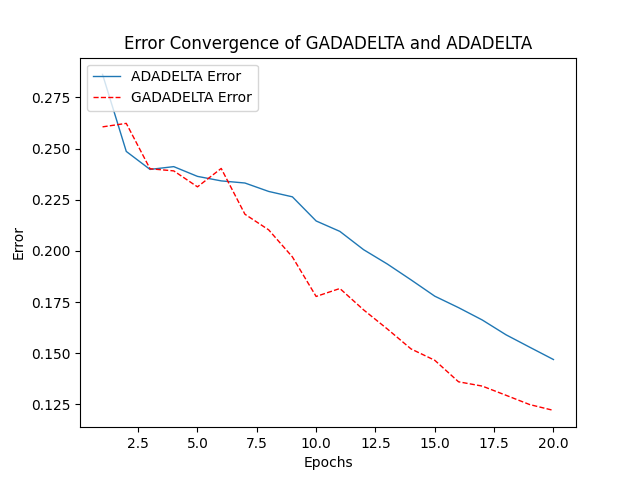 Error Convergence of GADADELTA and ADADELTA
ADADELTA Error
GADADELTA Error
0.275
0.250
0.225
0.200
0.175
0.150
0.125
Error
2.5 5.0 7.5 10.0 12.5 15.0 17.5 20.0
Epochs